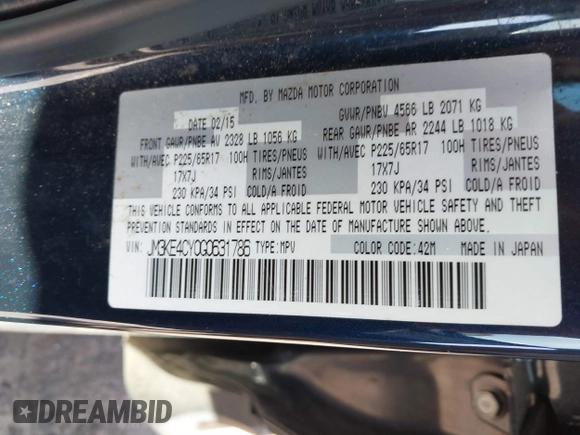 MFD. BY MAZDA MOTOR CORPORATION
DATE 02/15 GVWR/PNBV 4566 LB 2071 KG
FRONT GAWR/PNBE AV 2328 LB 1056 KG REAR GAWR/PNBE AR 2244 LB 1018 KG
WITH/AVEC P225/65R17 100H TIRES/PNEUS WITH/AVEC P225/65R17 100H TIRES/PNEUS
17X7J RIMS/JANTES 17X7J RIMS/JANTES
230 KPA/34 PSI COLD/A FROID 230 KPA/34 PSI COLD/A FROID
THIS VEHICLE CONFORMS TO ALL APPLICABLE FEDERAL MOTOR VEHICLE SAFETY AND THEFT
PREVENTION STANDARDS IN EFFECT ON THE DATE OF MANUFACTURE SHOWN ABOVE.
VIN: JM3KE4CY0G0631786 TYPE:MPV COLOR CODE:42M MADE IN JAPAN
DREAMBID